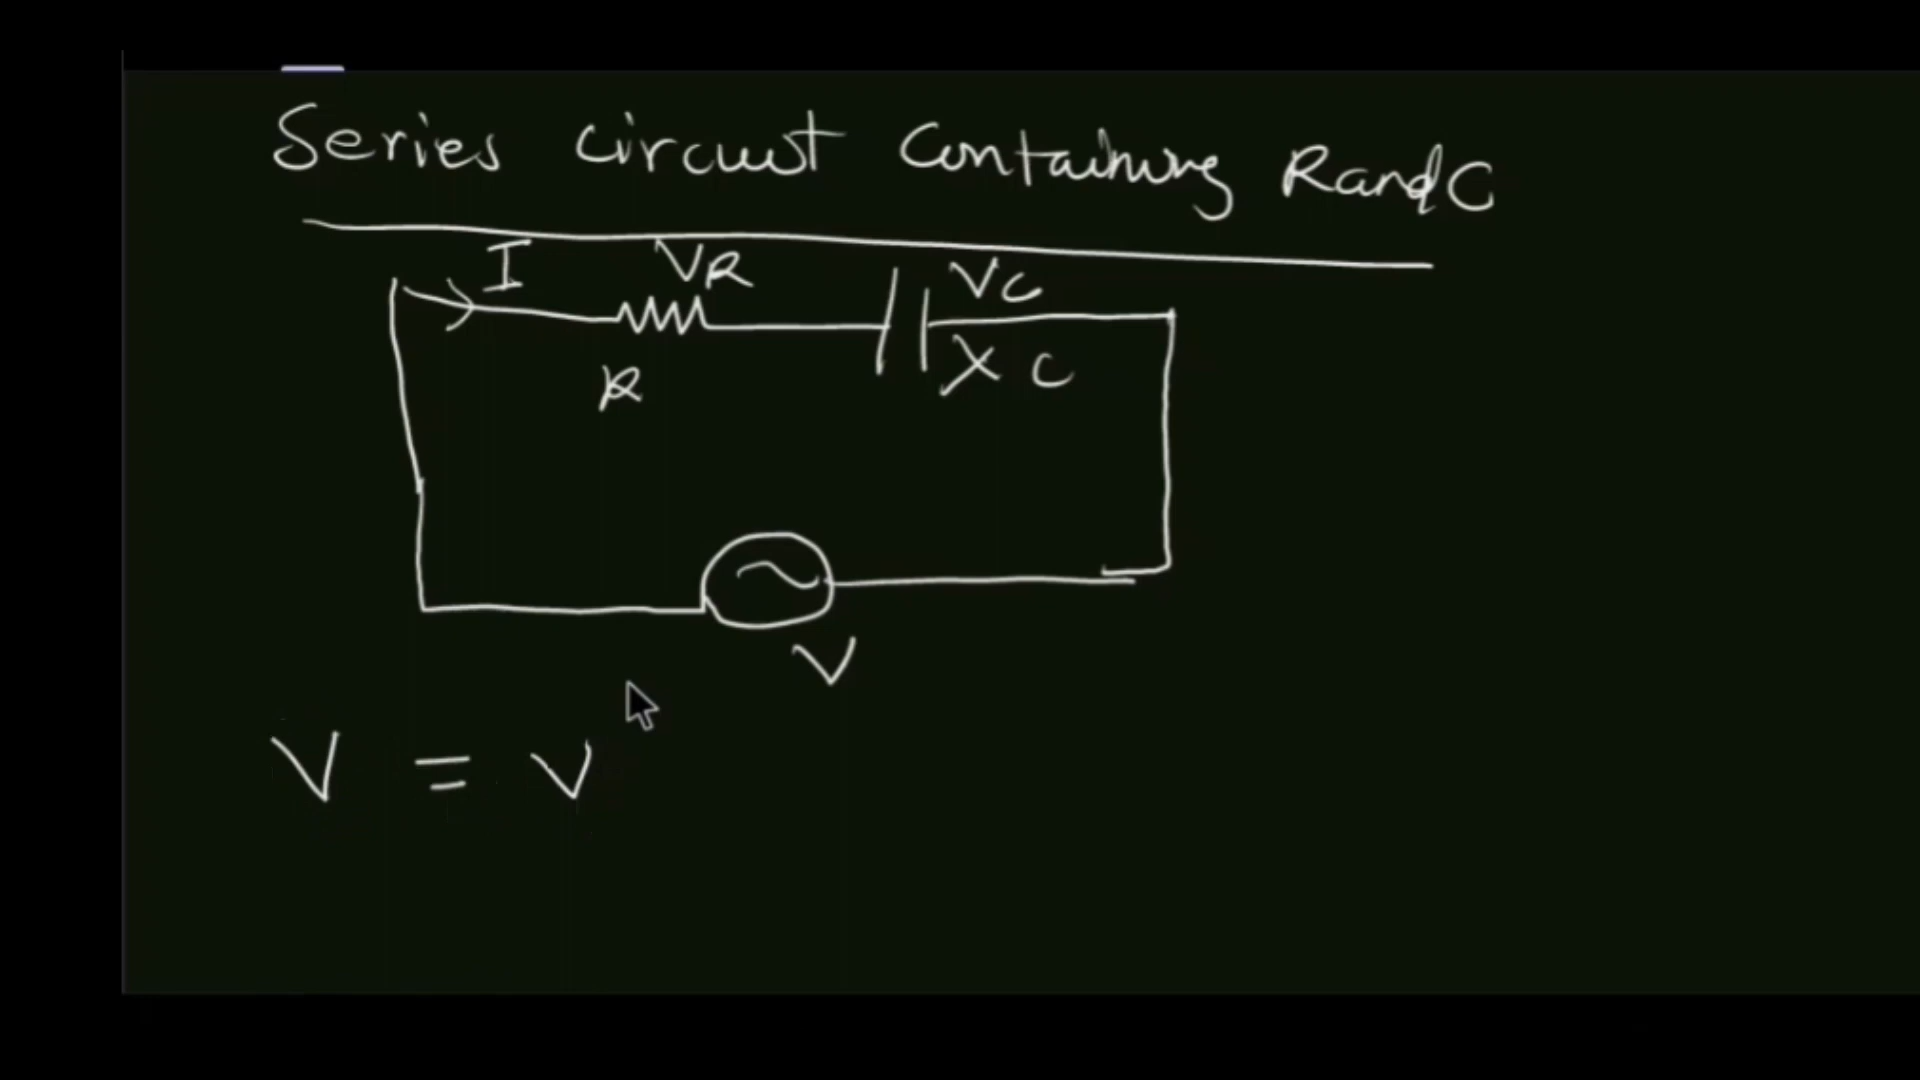 Series circuit Containing R and C
I VR VC
R XC
V
V = V